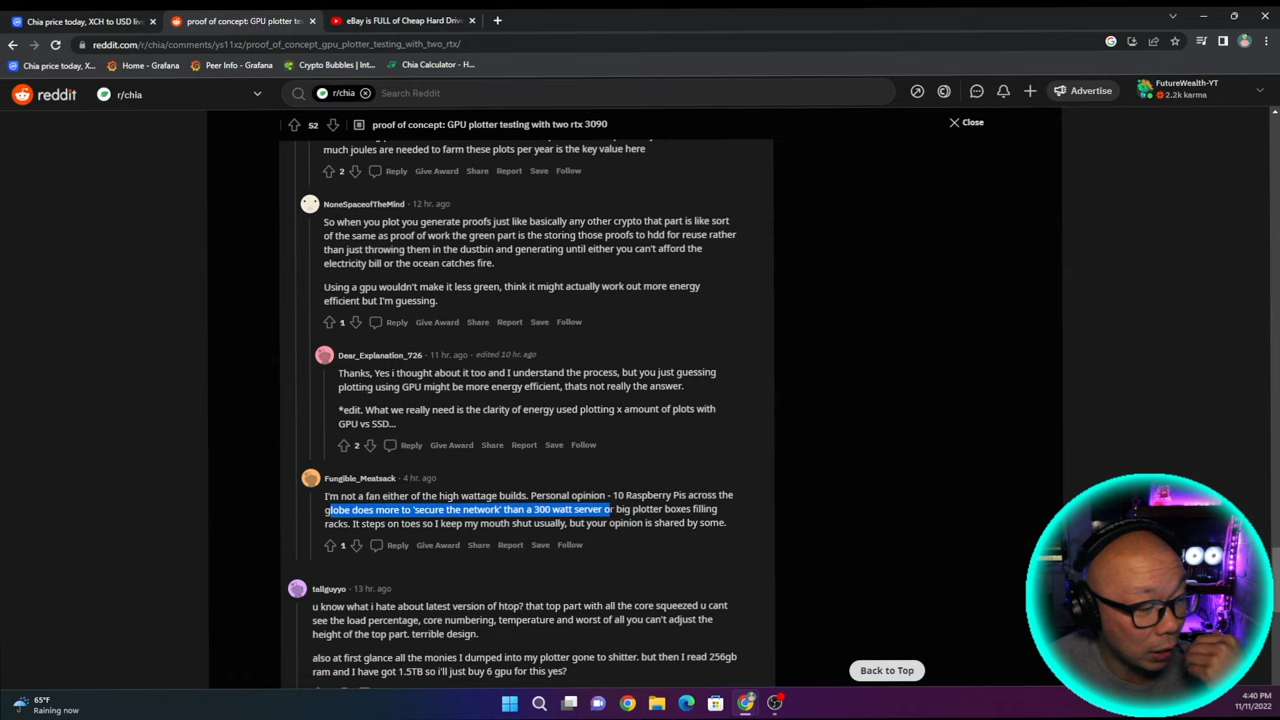 Chia price today, XCH to USD live
proof of concept: GPU plotter tes
eBay is FULL of Cheap Hard Driv
reddit.com/r/chia/comments/ys11xz/proof_of_concept_gpu_plotter_testing_with_two_rtx/
Chia price today, X...
Home - Grafana
Peer Info - Grafana
Crypto Bubbles | Int...
Chia Calculator - H...
reddit
r/chia
r/chia
Search Reddit
Advertise
FutureWealth-YT
2.2k karma
52
proof of concept: GPU plotter testing with two rtx 3090
Close
much joules are needed to farm these plots per year is the key value here
2 Reply Give Award Share Report Save Follow
NoneSpaceofTheMind · 12 hr. ago
So when you plot you generate proofs just like basically any other crypto that part is like sort
of the same as proof of work the green part is the storing those proofs to hdd for reuse rather
than just throwing them in the dustbin and generating until either you can't afford the
electricity bill or the ocean catches fire.
Using a gpu wouldn't make it less green, think it might actually work out more energy
efficient but I'm guessing.
1 Reply Give Award Share Report Save Follow
Dear_Explanation_726 · 11 hr. ago · edited 10 hr. ago
Thanks, Yes i thought about it too and I understand the process, but you just guessing
plotting using GPU might be more energy efficient, thats not really the answer.
*edit. What we really need is the clarity of energy used plotting x amount of plots with
GPU vs SSD...
2 Reply Give Award Share Report Save Follow
Fungible_Meatsack · 4 hr. ago
I'm not a fan either of the high wattage builds. Personal opinion - 10 Raspberry Pis across the
globe does more to 'secure the network' than a 300 watt server or big plotter boxes filling
racks. It steps on toes so I keep my mouth shut usually, but your opinion is shared by some.
1 Reply Give Award Share Report Save Follow
tallguyyo · 13 hr. ago
u know what i hate about latest version of htop? that top part with all the core squeezed u cant
see the load percentage, core numbering, temperature and worst of all you can't adjust the
height of the top part. terrible design.
also at first glance all the monies I dumped into my plotter gone to shitter. but then I read 256gb
ram and I have got 1.5TB so i'll just buy 6 gpu for this yes?
Back to Top
65°F
Raining now
4:40 PM
11/11/2022